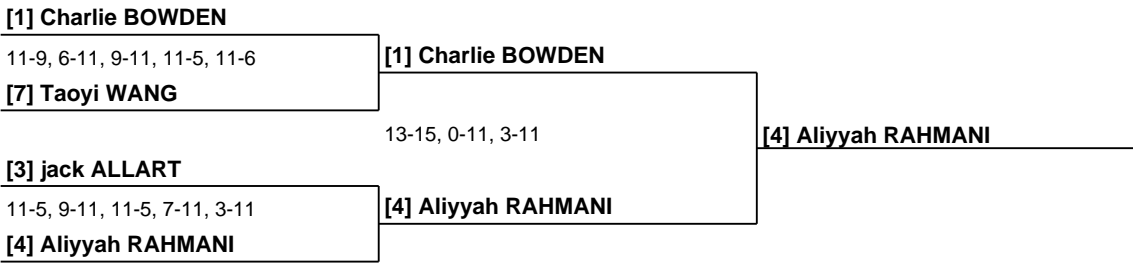 [1] Charlie BOWDEN
11-9, 6-11, 9-11, 11-5, 11-6
[1] Charlie BOWDEN
[7] Taoyi WANG
13-15, 0-11, 3-11
[4] Aliyyah RAHMANI
[3] jack ALLART
11-5, 9-11, 11-5, 7-11, 3-11
[4] Aliyyah RAHMANI
[4] Aliyyah RAHMANI